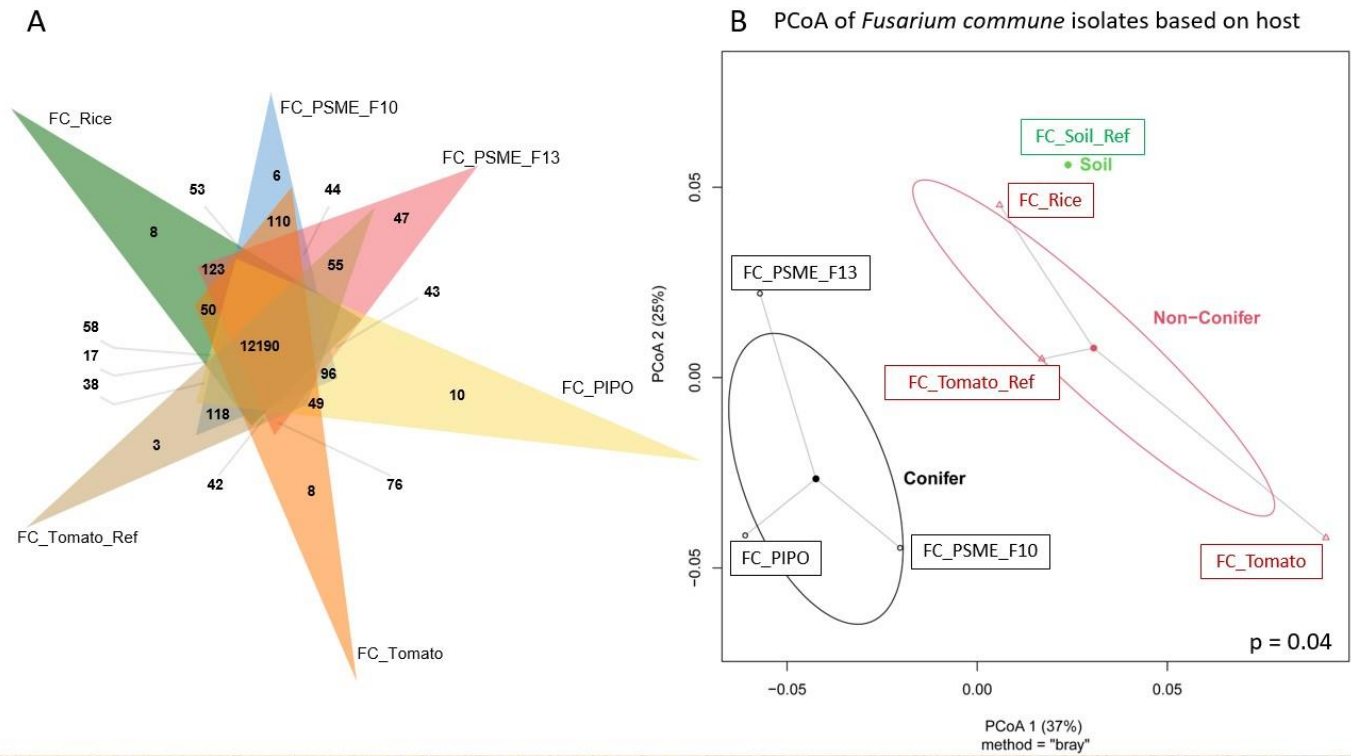 A
FC_Rice
FC_PSME_F10
FC_PSME_F13
53
6
44
47
8
110
55
123
43
50
58
17
38
12190
96
49
10
FC_PIPO
118
3
42
8
76
FC_Tomato_Ref
FC_Tomato
B PCoA of Fusarium commune isolates based on host
FC_Soil_Ref
Soil
FC_Rice
FC_PSME_F13
Non−Conifer
FC_Tomato_Ref
Conifer
FC_PIPO
FC_PSME_F10
FC_Tomato
p = 0.04
PCoA 2 (25%)
0.05
0.00
−0.05
−0.05 0.00 0.05
PCoA 1 (37%)
method = "bray"